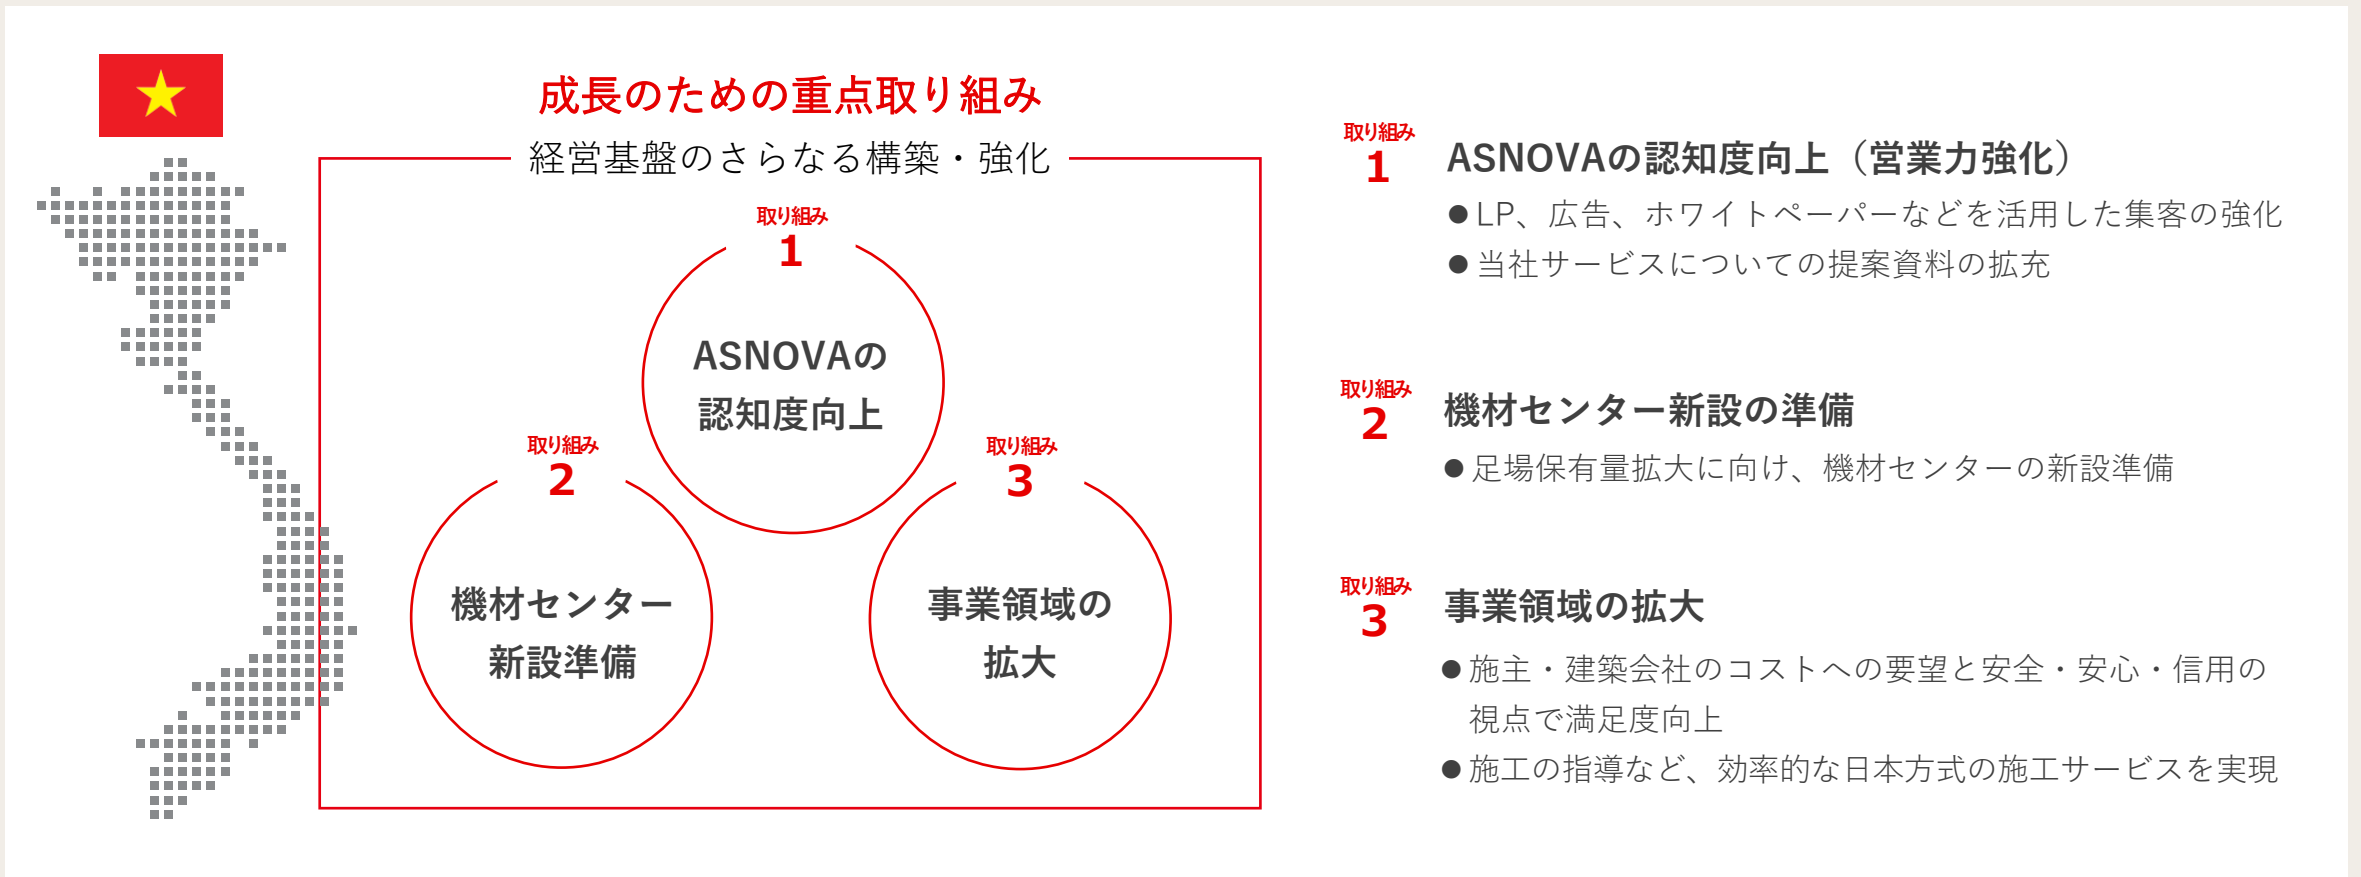 成長のための重点取り組み
経営基盤のさらなる構築・強化
取り組み
1
ASNOVAの
認知度向上
取り組み
2
機材センター
新設準備
取り組み
3
事業領域の
拡大
取り組み
1
ASNOVAの認知度向上（営業力強化）
●LP、広告、ホワイトペーパーなどを活用した集客の強化
●当社サービスについての提案資料の拡充
取り組み
2
機材センター新設の準備
●足場保有量拡大に向け、機材センターの新設準備
取り組み
3
事業領域の拡大
●施主・建築会社のコストへの要望と安全・安心・信用の
視点で満足度向上
●施工の指導など、効率的な日本方式の施工サービスを実現